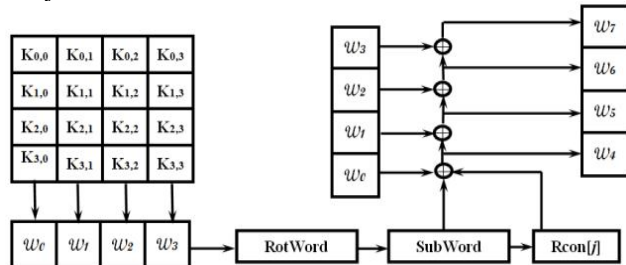 K0,0 K0,1 K0,2 K0,3
K1,0 K1,1 K1,2 K1,3
K2,0 K2,1 K2,2 K2,3
K3,0 K3,1 K3,2 K3,3
We W1 W2 W3
RotWord
SubWord
Rcon[j]
W3
W2
W1
We
W7
W6
W5
W4